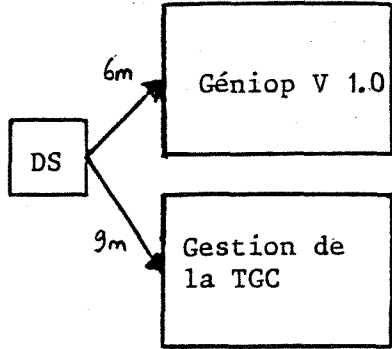 6m
Géniop V 1.0
DS
9m
Gestion de
la TGC